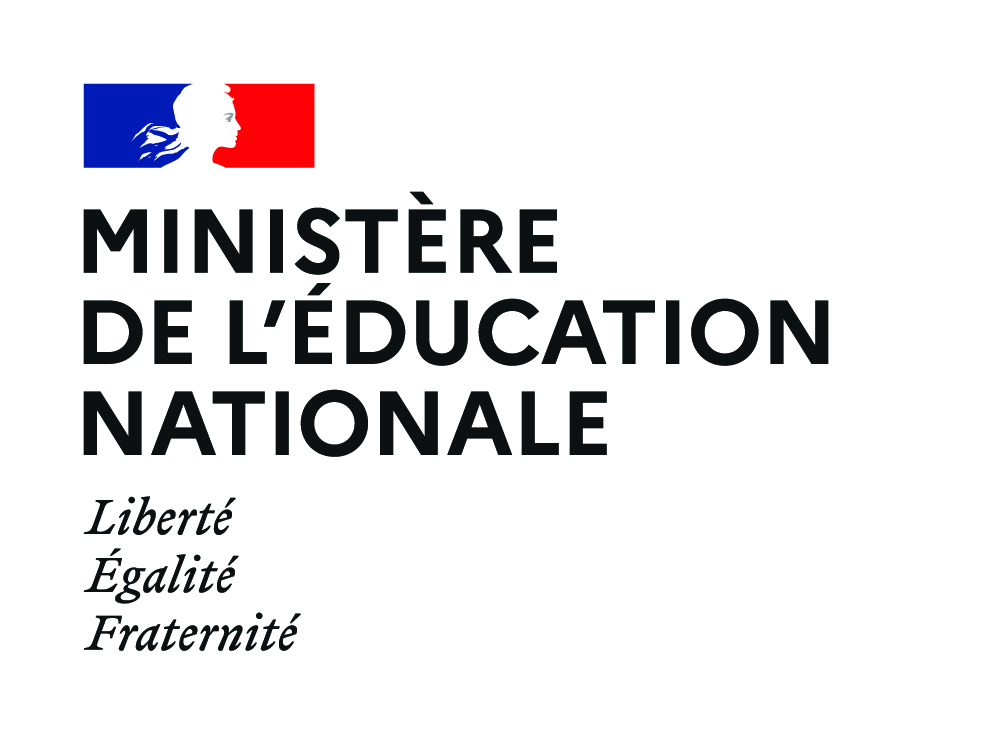 MINISTÈRE
DE L’ÉDUCATION
NATIONALE
Liberté
Égalité
Fraternité